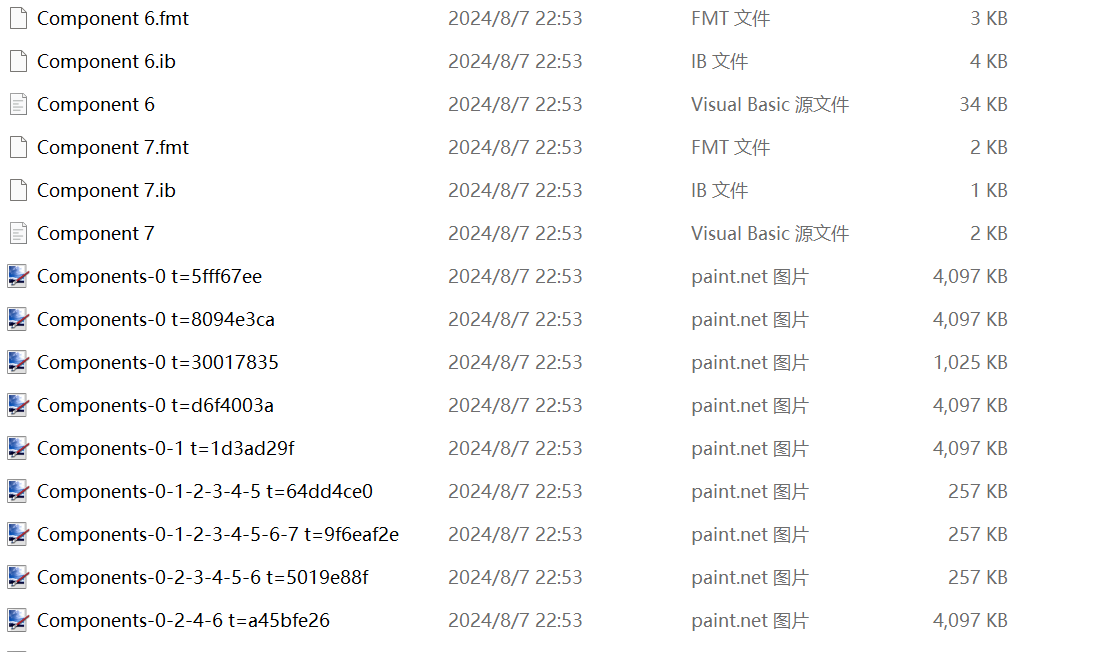 Component 6.fmt 2024/8/7 22:53 FMT 文件 3 KB
Component 6.ib 2024/8/7 22:53 IB 文件 4 KB
Component 6 2024/8/7 22:53 Visual Basic 源文件 34 KB
Component 7.fmt 2024/8/7 22:53 FMT 文件 2 KB
Component 7.ib 2024/8/7 22:53 IB 文件 1 KB
Component 7 2024/8/7 22:53 Visual Basic 源文件 2 KB
Components-0 t=5fff67ee 2024/8/7 22:53 paint.net 图片 4,097 KB
Components-0 t=8094e3ca 2024/8/7 22:53 paint.net 图片 4,097 KB
Components-0 t=30017835 2024/8/7 22:53 paint.net 图片 1,025 KB
Components-0 t=d6f4003a 2024/8/7 22:53 paint.net 图片 4,097 KB
Components-0-1 t=1d3ad29f 2024/8/7 22:53 paint.net 图片 4,097 KB
Components-0-1-2-3-4-5 t=64dd4ce0 2024/8/7 22:53 paint.net 图片 257 KB
Components-0-1-2-3-4-5-6-7 t=9f6eaf2e 2024/8/7 22:53 paint.net 图片 257 KB
Components-0-2-3-4-5-6 t=5019e88f 2024/8/7 22:53 paint.net 图片 257 KB
Components-0-2-4-6 t=a45bfe26 2024/8/7 22:53 paint.net 图片 4,097 KB